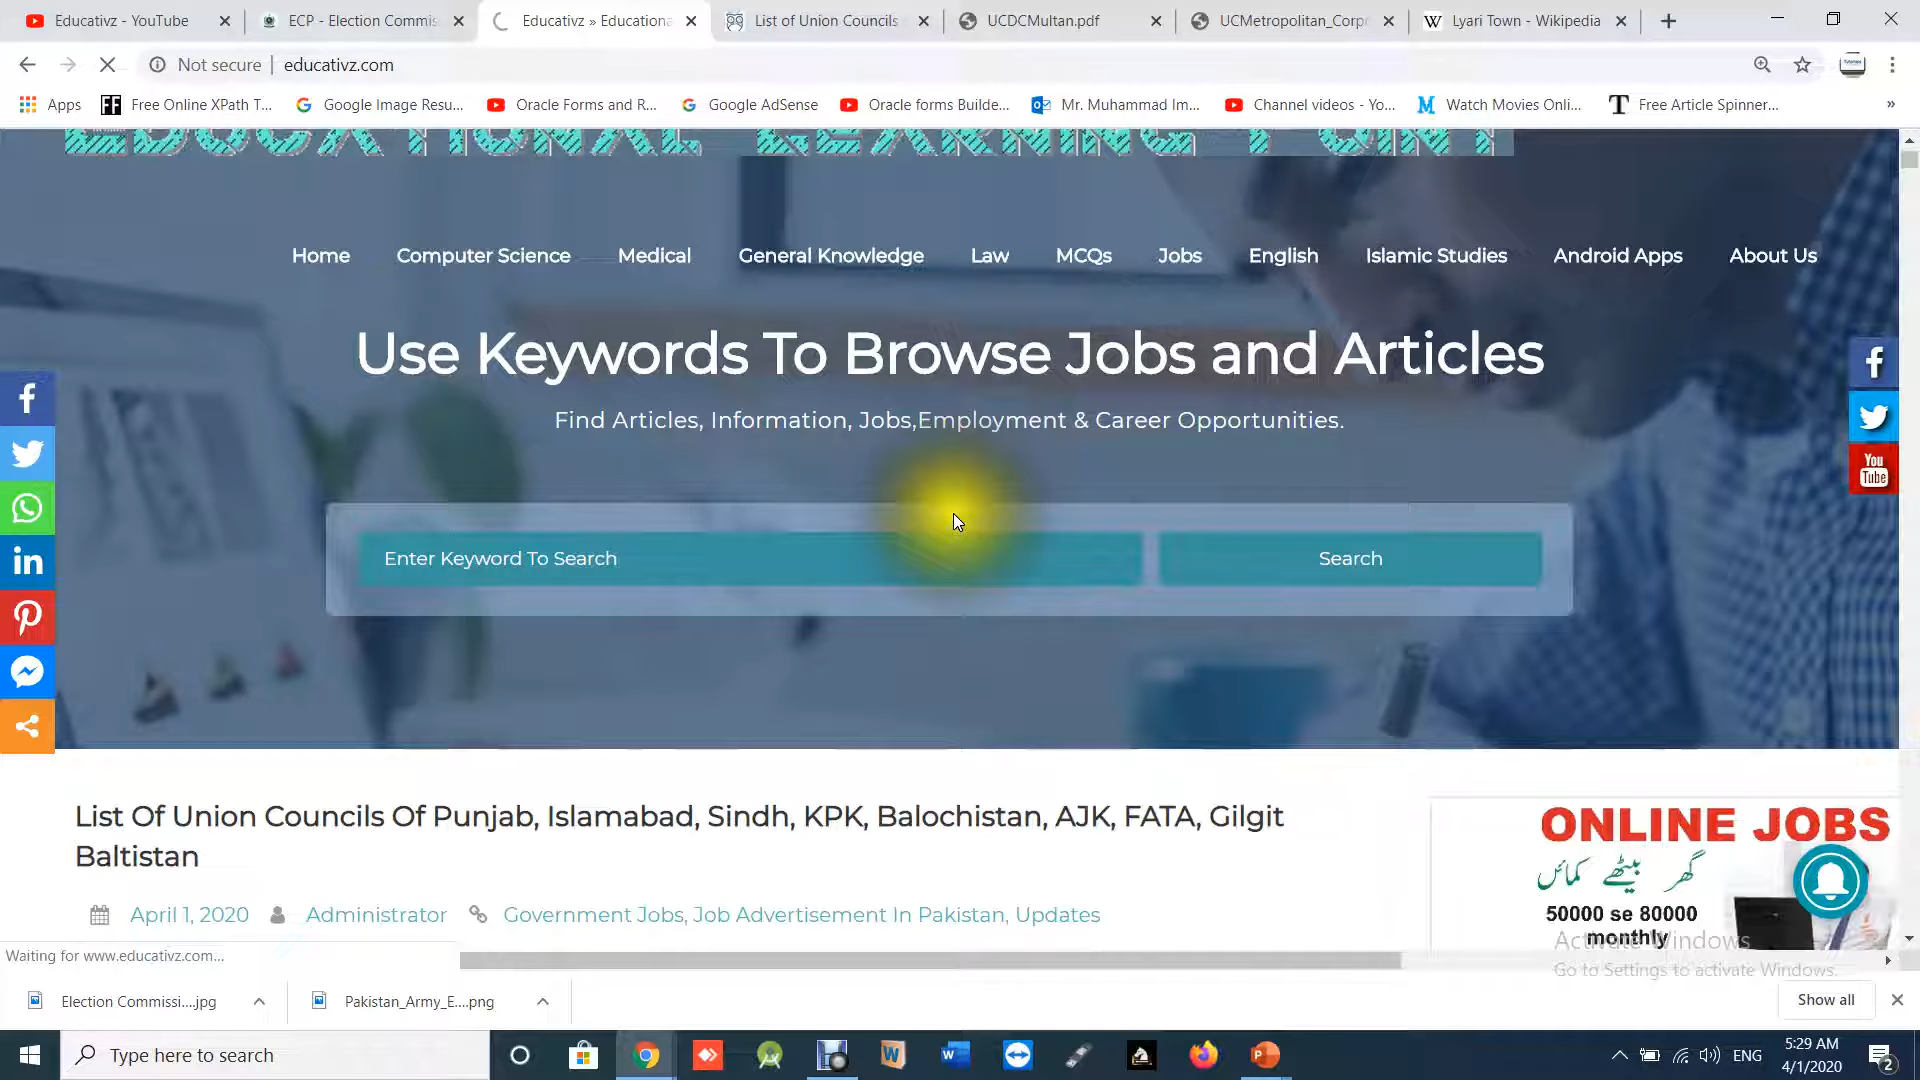 Educativz - YouTube
ECP - Election Commis
Educativz » Educationa
List of Union Councils
UCDCMultan.pdf
UCMetropolitan_Corpo
Lyari Town - Wikipedia
Not secure | educativz.com
Apps
Free Online XPath T...
Google Image Resu...
Oracle Forms and R...
Google AdSense
Oracle forms Builde...
Mr. Muhammad Im...
Channel videos - Yo...
Watch Movies Onli...
Free Article Spinner...
EDUCATIONAL LEARNING POINT
Home
Computer Science
Medical
General Knowledge
Law
MCQs
Jobs
English
Islamic Studies
Android Apps
About Us
Use Keywords To Browse Jobs and Articles
Find Articles, Information, Jobs,Employment & Career Opportunities.
You Tube
Enter Keyword To Search
Search
List Of Union Councils Of Punjab, Islamabad, Sindh, KPK, Balochistan, AJK, FATA, Gilgit
Baltistan
April 1, 2020
Administrator
Government Jobs, Job Advertisement In Pakistan, Updates
ONLINE JOBS
گھر بیٹھے کمائیں
50000 se 80000
monthly
Activate Windows
Go to Settings to activate Windows.
Waiting for www.educativz.com...
Election Commissi....jpg
Pakistan_Army_E....png
Show all
Type here to search
ENG
5:29 AM
4/1/2020
2